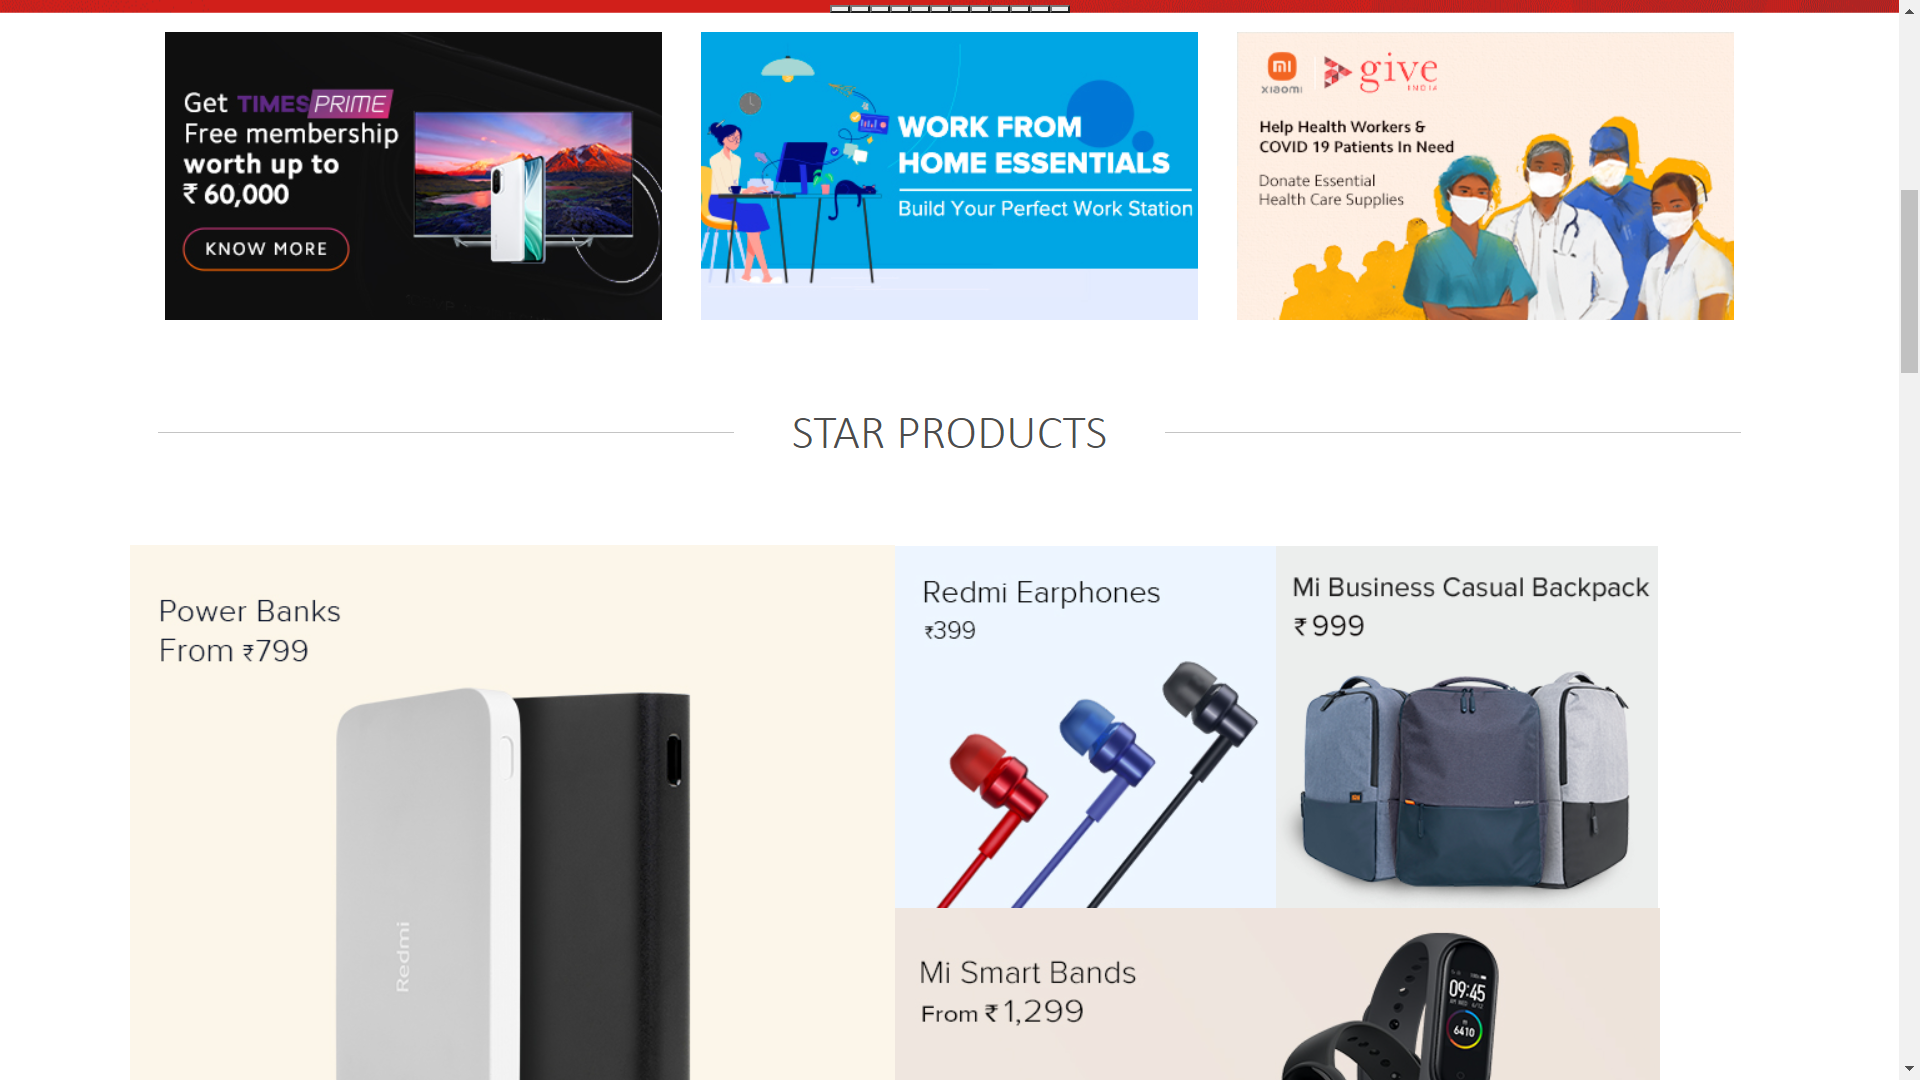 Get TIMES PRIME
Free membership
worth up to
₹ 60,000
KNOW MORE
WORK FROM
HOME ESSENTIALS
Build Your Perfect Work Station
mi
xiaomi
give
INDIA
Help Health Workers &
COVID 19 Patients In Need
Donate Essential
Health Care Supplies
STAR PRODUCTS
Power Banks
From ₹799
Redmi
Redmi Earphones
₹399
Mi Business Casual Backpack
₹ 999
Mi Smart Bands
From ₹ 1,299
09:45
6410